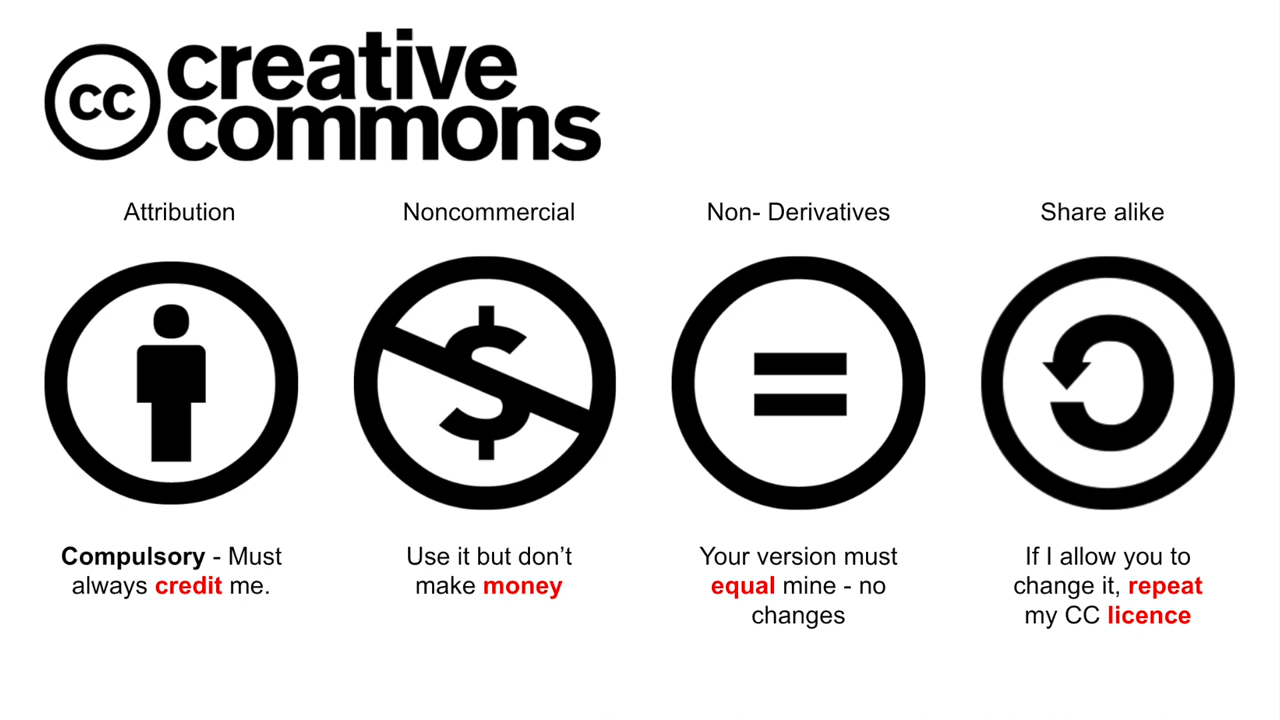 cc creative
commons
Attribution
Noncommercial
Non- Derivatives
Share alike
$
=
Compulsory - Must
always credit me.
Use it but don’t
make money
Your version must
equal mine - no
changes
If I allow you to
change it, repeat
my CC licence